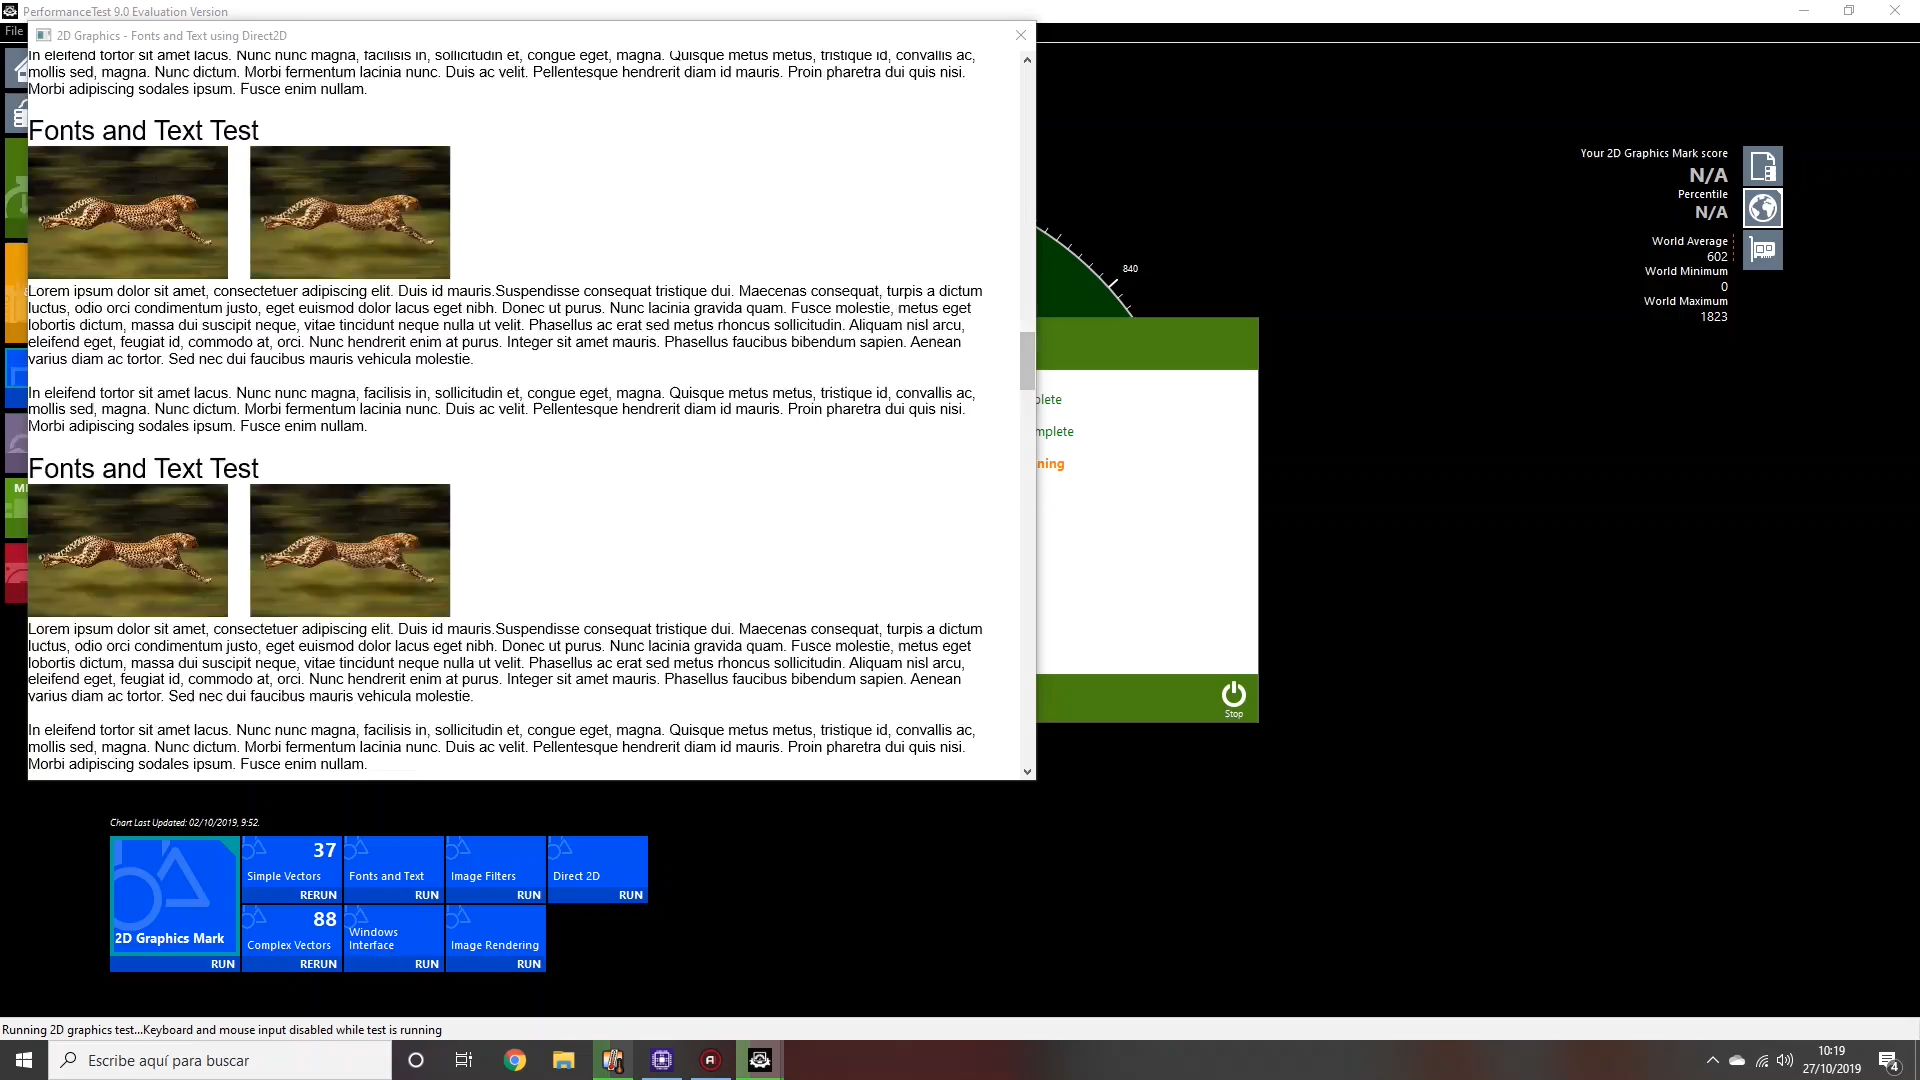 PerformanceTest 9.0 Evaluation Version
File
2D Graphics - Fonts and Text using Direct2D
In eleifend tortor sit amet lacus. Nunc nunc magna, facilisis in, sollicitudin et, congue eget, magna. Quisque metus metus, tristique id, convallis ac,
mollis sed, magna. Nunc dictum. Morbi fermentum lacinia nunc. Duis ac velit. Pellentesque hendrerit diam id mauris. Proin pharetra dui quis nisi.
Morbi adipiscing sodales ipsum. Fusce enim nullam.
Fonts and Text Test
Lorem ipsum dolor sit amet, consectetuer adipiscing elit. Duis id mauris.Suspendisse consequat tristique dui. Maecenas consequat, turpis a dictum
luctus, odio orci condimentum justo, eget euismod dolor lacus eget nibh. Donec ut purus. Nunc lacinia gravida quam. Fusce molestie, metus eget
lobortis dictum, massa dui suscipit neque, vitae tincidunt neque nulla ut velit. Phasellus ac erat sed metus rhoncus sollicitudin. Aliquam nisl arcu,
eleifend eget, feugiat id, commodo at, orci. Nunc hendrerit enim at purus. Integer sit amet mauris. Phasellus faucibus bibendum sapien. Aenean
varius diam ac tortor. Sed nec dui faucibus mauris vehicula molestie.
In eleifend tortor sit amet lacus. Nunc nunc magna, facilisis in, sollicitudin et, congue eget, magna. Quisque metus metus, tristique id, convallis ac,
mollis sed, magna. Nunc dictum. Morbi fermentum lacinia nunc. Duis ac velit. Pellentesque hendrerit diam id mauris. Proin pharetra dui quis nisi.
Morbi adipiscing sodales ipsum. Fusce enim nullam.
Fonts and Text Test
Lorem ipsum dolor sit amet, consectetuer adipiscing elit. Duis id mauris.Suspendisse consequat tristique dui. Maecenas consequat, turpis a dictum
luctus, odio orci condimentum justo, eget euismod dolor lacus eget nibh. Donec ut purus. Nunc lacinia gravida quam. Fusce molestie, metus eget
lobortis dictum, massa dui suscipit neque, vitae tincidunt neque nulla ut velit. Phasellus ac erat sed metus rhoncus sollicitudin. Aliquam nisl arcu,
eleifend eget, feugiat id, commodo at, orci. Nunc hendrerit enim at purus. Integer sit amet mauris. Phasellus faucibus bibendum sapien. Aenean
varius diam ac tortor. Sed nec dui faucibus mauris vehicula molestie.
In eleifend tortor sit amet lacus. Nunc nunc magna, facilisis in, sollicitudin et, congue eget, magna. Quisque metus metus, tristique id, convallis ac,
mollis sed, magna. Nunc dictum. Morbi fermentum lacinia nunc. Duis ac velit. Pellentesque hendrerit diam id mauris. Proin pharetra dui quis nisi.
Morbi adipiscing sodales ipsum. Fusce enim nullam.
840
plete
mplete
ning
Stop
Your 2D Graphics Mark score
N/A
Percentile
N/A
World Average
602
World Minimum
0
World Maximum
1823
Chart Last Updated: 02/10/2019, 9:52.
2D Graphics Mark
RUN
37
Simple Vectors
RERUN
Fonts and Text
RUN
Image Filters
RUN
Direct 2D
RUN
88
Complex Vectors
RERUN
Windows
Interface
RUN
Image Rendering
RUN
Running 2D graphics test...Keyboard and mouse input disabled while test is running
Escribe aquí para buscar
10:19
27/10/2019
4